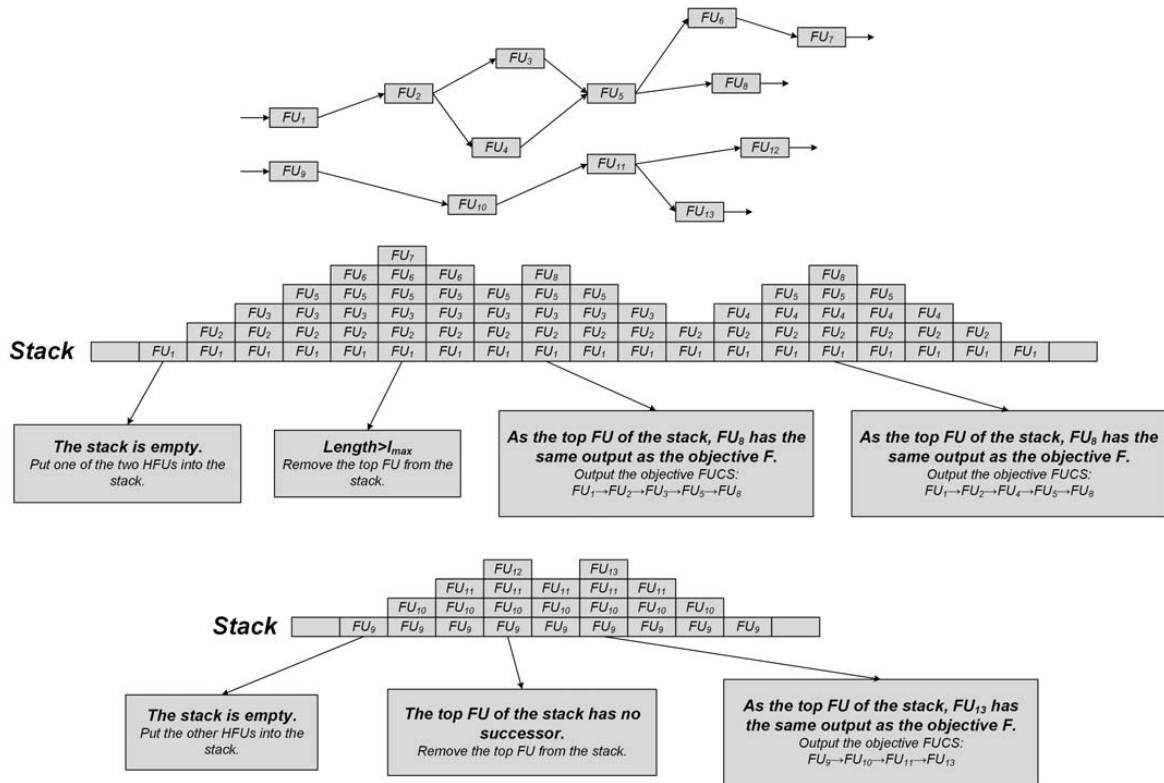 FU₆
FU₇
FU₃
FU₂
FU₈
FU₅
FU₁
FU₄
FU₁₂
FU₁₁
FU₉
FU₁₀
FU₁₃
FU₇
FU₆ FU₆ FU₆ FU₈ FU₈
FU₅ FU₅ FU₅ FU₅ FU₅ FU₅ FU₅ FU₅ FU₅ FU₅
FU₃ FU₃ FU₃ FU₃ FU₃ FU₃ FU₃ FU₃ FU₃ FU₄ FU₄ FU₄ FU₄ FU₄
FU₂ FU₂ FU₂ FU₂ FU₂ FU₂ FU₂ FU₂ FU₂ FU₂ FU₂ FU₂ FU₂ FU₂ FU₂ FU₂ FU₂
Stack FU₁ FU₁ FU₁ FU₁ FU₁ FU₁ FU₁ FU₁ FU₁ FU₁ FU₁ FU₁ FU₁ FU₁ FU₁ FU₁ FU₁ FU₁ FU₁
The stack is empty.
Put one of the two HFUs into the
stack.
Length>lmax
Remove the top FU from the
stack.
As the top FU of the stack, FU₈ has the
same output as the objective F.
Output the objective FUCS:
FU₁→FU₂→FU₃→FU₅→FU₈
As the top FU of the stack, FU₈ has the
same output as the objective F.
Output the objective FUCS:
FU₁→FU₂→FU₄→FU₅→FU₈
FU₁₂ FU₁₃
FU₁₁ FU₁₁ FU₁₁ FU₁₁ FU₁₁
FU₁₀ FU₁₀ FU₁₀ FU₁₀ FU₁₀ FU₁₀ FU₁₀
Stack FU₉ FU₉ FU₉ FU₉ FU₉ FU₉ FU₉ FU₉ FU₉
The stack is empty.
Put the other HFUs into the
stack.
The top FU of the stack has no
successor.
Remove the top FU from the stack.
As the top FU of the stack, FU₁₃ has
the same output as the objective F.
Output the objective FUCS:
FU₉→FU₁₀→FU₁₁→FU₁₃